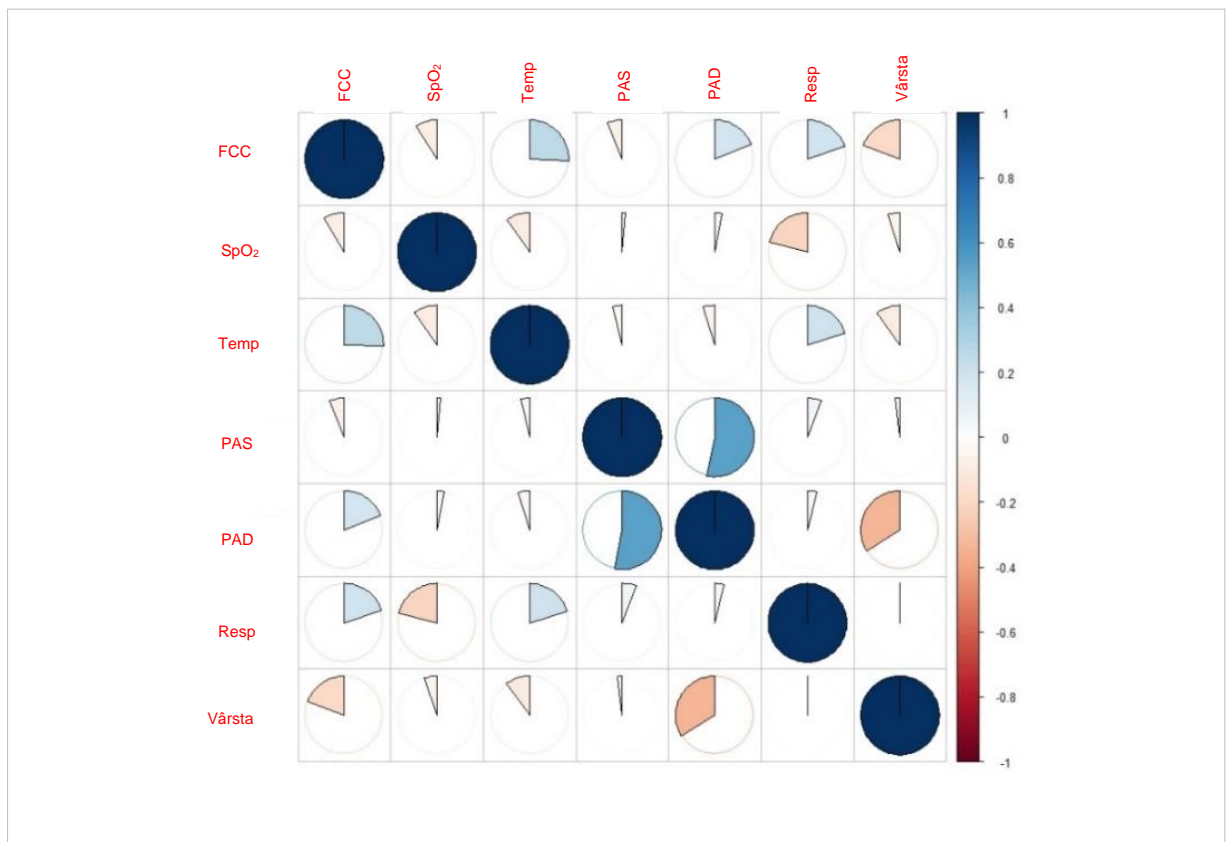 FCC SpO₂ Temp PAS PAD Resp Vârsta
FCC
SpO₂
Temp
PAS
PAD
Resp
Vârsta
1
0.8
0.6
0.4
0.2
0
-0.2
-0.4
-0.6
-0.8
-1